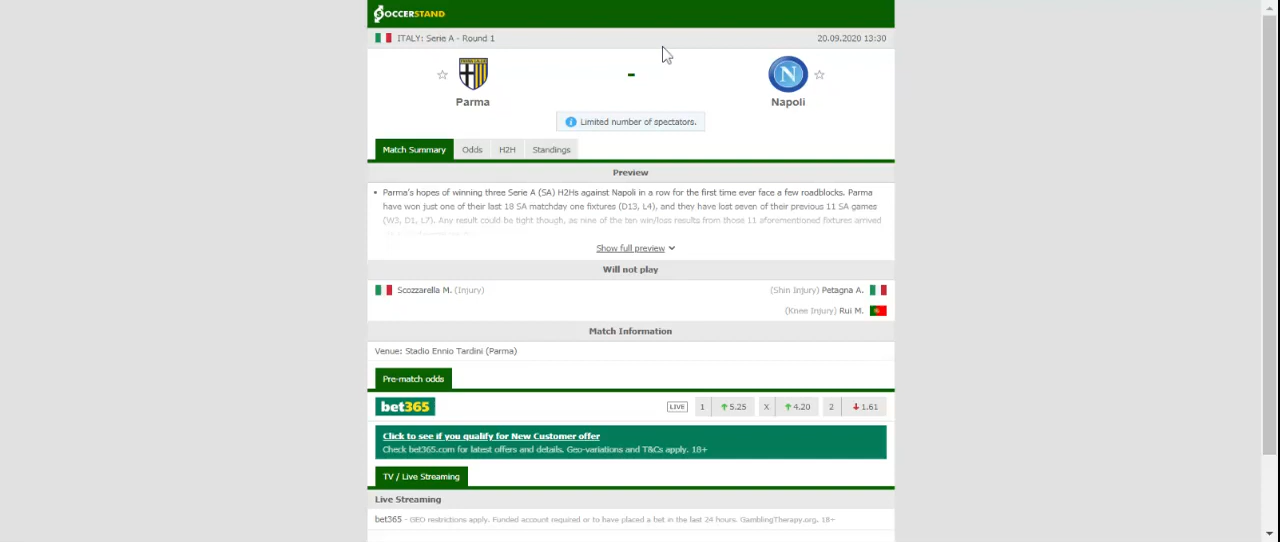 SOCCERSTAND
ITALY: Serie A - Round 1
20.09.2020 13:30
Parma
-
Napoli
Limited number of spectators.
Match Summary Odds H2H Standings
Preview
• Parma's hopes of winning three Serie A (SA) H2Hs against Napoli in a row for the first time ever face a few roadblocks. Parma
have won just one of their last 18 SA matchday one fixtures (D13, L4), and they have lost seven of their previous 11 SA games
(W3, D1, L7). Any result could be tight though, as nine of the ten win/loss results from those 11 aforementioned fixtures arrived
Show full preview
Will not play
Scozzarella M. (Injury)
(Shin Injury) Petagna A.
(Knee Injury) Rui M.
Match Information
Venue: Stadio Ennio Tardini (Parma)
Pre-match odds
bet365
LIVE 1 5.25 X 4.20 2 1.61
Click to see if you qualify for New Customer offer
Check bet365.com for latest offers and details. Geo-variations and T&Cs apply. 18+
TV / Live Streaming
Live Streaming
bet365 - GEO restrictions apply. Funded account required or to have placed a bet in the last 24 hours. GamblingTherapy.org. 18+